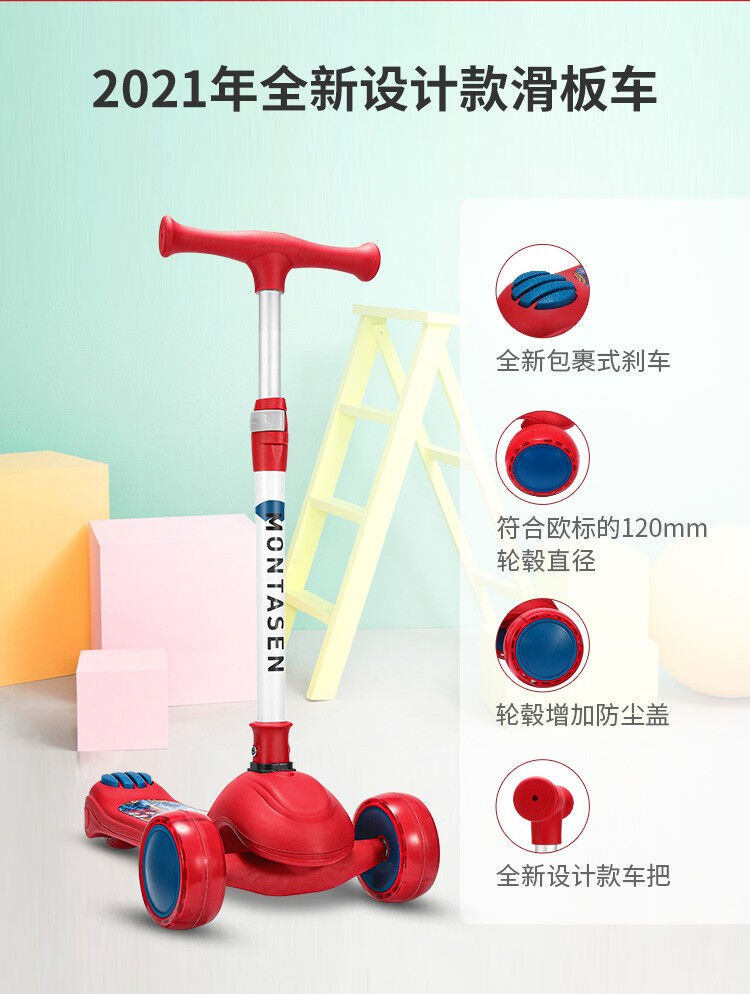 2021年全新设计款滑板车
MONTASEN
全新包裹式刹车
符合欧标的120mm
轮毂直径
轮毂增加防尘盖
全新设计款车把